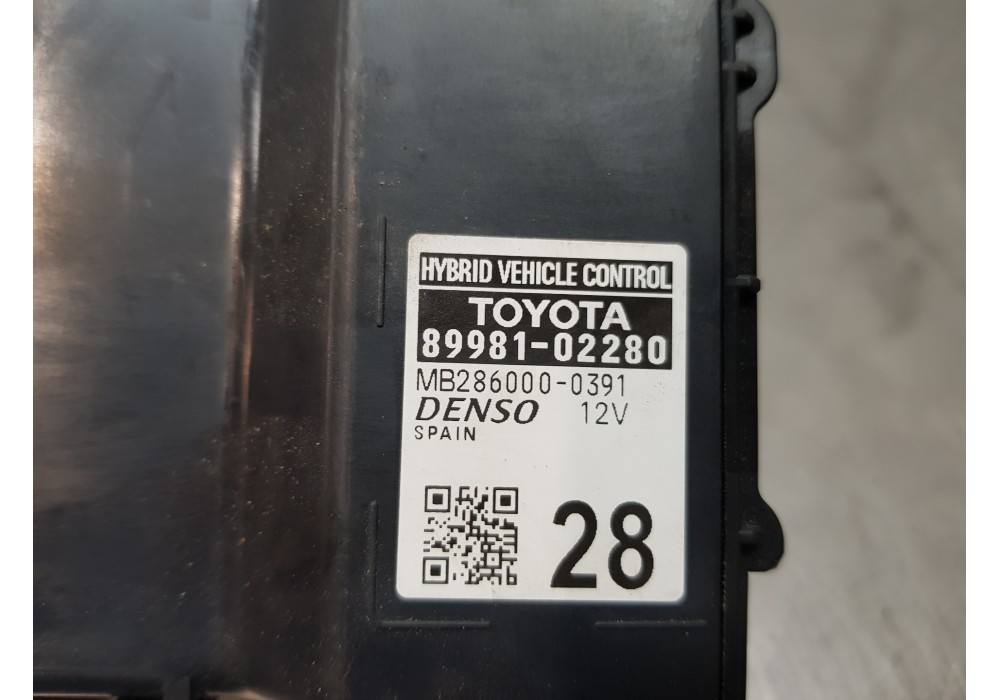 HYBRID VEHICLE CONTROL
TOYOTA
89981-02280
MB286000-0391
DENSO 12V
SPAIN
28